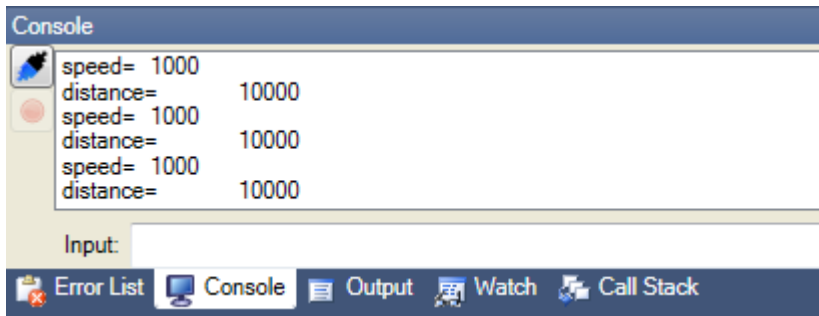 Console
speed= 1000
distance= 10000
speed= 1000
distance= 10000
speed= 1000
distance= 10000
Input:
Error List Console Output Watch Call Stack